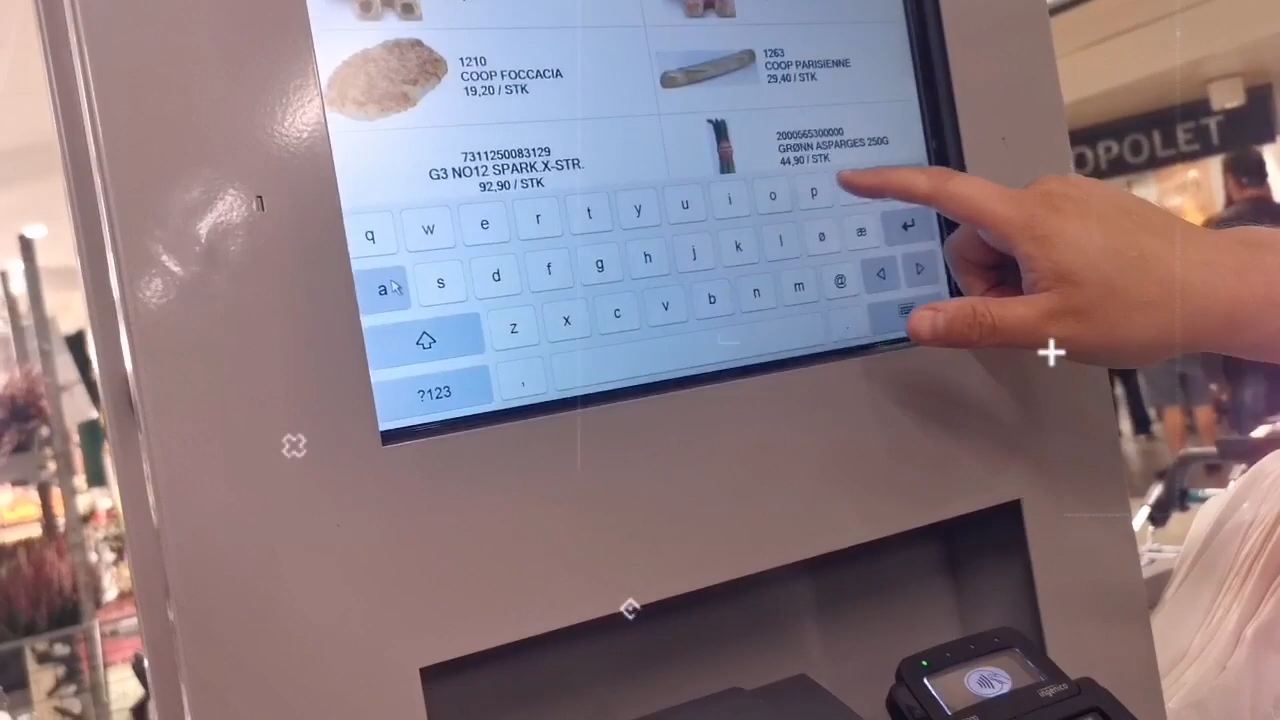 1210
COOP FOCCACIA
19,20 / STK
1263
COOP PARISIENNE
29,40 / STK
7311250083129
G3 NO12 SPARK.X-STR.
92,90 / STK
2000565300000
GRØNN ASPARGES 250G
44,90 / STK
q w e r t y u i o p
a s d f g h j k l ø æ
z x c v b n m @
?123 , .
OPOLET
ingenico